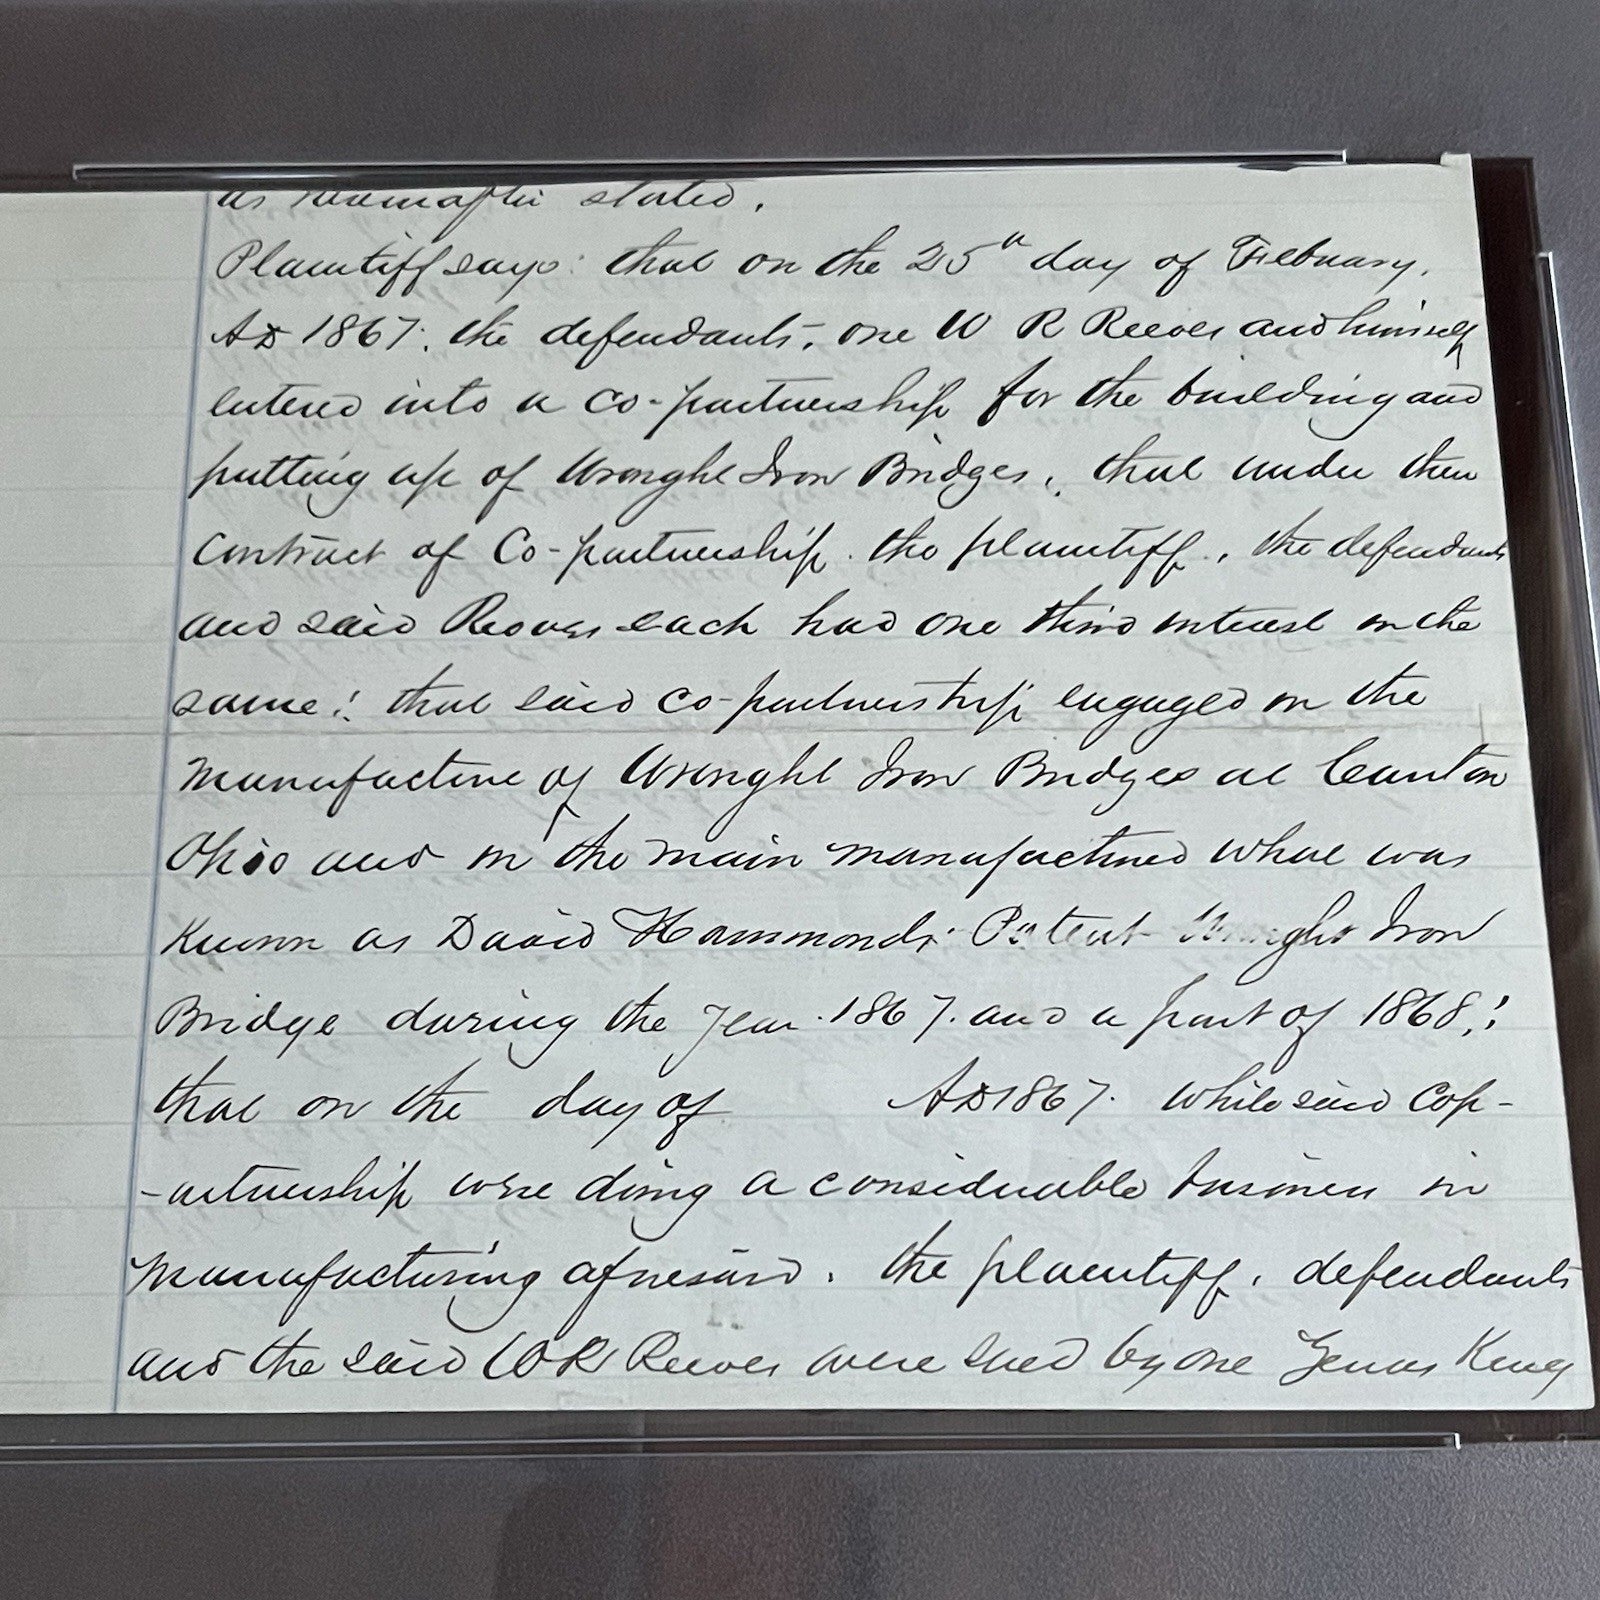 as hereinafter stated.
Plaintiff says: that on the 25th day of February,
AD 1867. the defendants, one W R Reeves and himself
entered into a co-partnership for the building and
putting up of Wrought Iron Bridges, that under their
contract of Co-partnership. the plaintiff, the defendants
and said Reeves each had one third interest in the
same; that said co-partnership engaged in the
manufacture of Wrought Iron Bridges at Canton
Ohio and in the main manufactured what was
Known as David Hammonds Patent Wrought Iron
Bridge during the Year 1867. and a part of 1868;
that on the day of AD 1867. while said Cop-
-artnership were doing a considerable business in
manufacturing aforesaid. the plaintiff, defendants
and the said W R Reeves were sued by one Zenas King